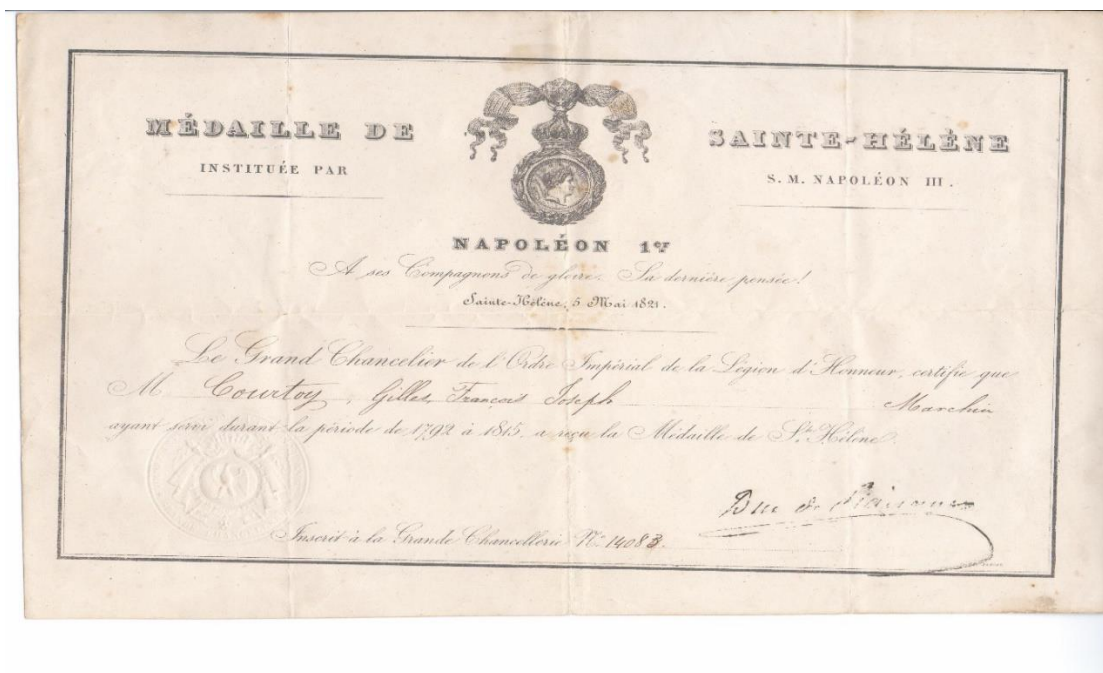 MÉDAILLE DE SAINTE-HÉLÈNE
INSTITUÉE PAR S. M. NAPOLÉON III.
NAPOLÉON 1er
A ses Compagnons de gloire. Sa dernière pensée!
Sainte-Hélène, 5 Mai 1821.
Le Grand Chancelier de l'Ordre Impérial de la Légion d'Honneur, certifie que
M. Courtoy, Gilles François Joseph Marchin
ayant servi durant la période de 1792 à 1815, a reçu la Médaille de Ste Hélène.
Duc de
Inscrit à la Grande Chancellerie No. 14083.